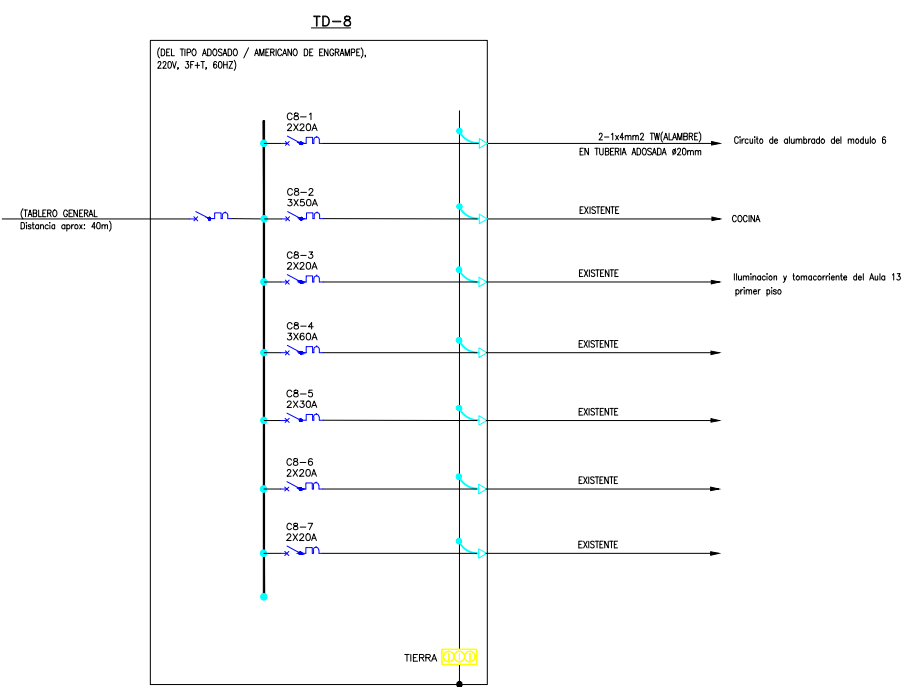 TD-8
(DEL TIPO ADOSADO / AMERICANO DE ENGRAMPE),
220V, 3F+T, 60HZ)
C8-1
2X20A
2-1x4mm2 TW(ALAMBRE)
EN TUBERIA ADOSADA ø20mm
Circuito de alumbrado del modulo 6
(TABLERO GENERAL
Distancia aprox: 40m)
C8-2
3X50A
EXISTENTE
COCINA
C8-3
2X20A
EXISTENTE
Iluminacion y tomacorriente del Aula 13
primer piso
C8-4
3X60A
EXISTENTE
C8-5
2X30A
EXISTENTE
C8-6
2X20A
EXISTENTE
C8-7
2X20A
EXISTENTE
TIERRA